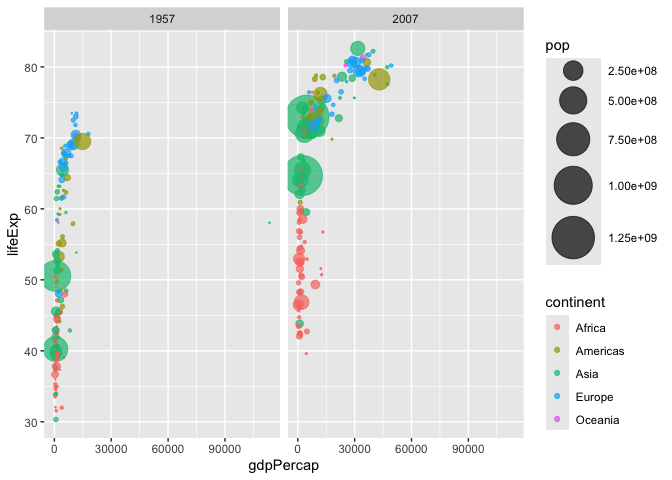 1957
2007
80
70
60
50
40
30
lifeExp
0
30000
60000
90000
0
30000
60000
90000
gdpPercap
pop
2.50e+08
5.00e+08
7.50e+08
1.00e+09
1.25e+09
continent
Africa
Americas
Asia
Europe
Oceania